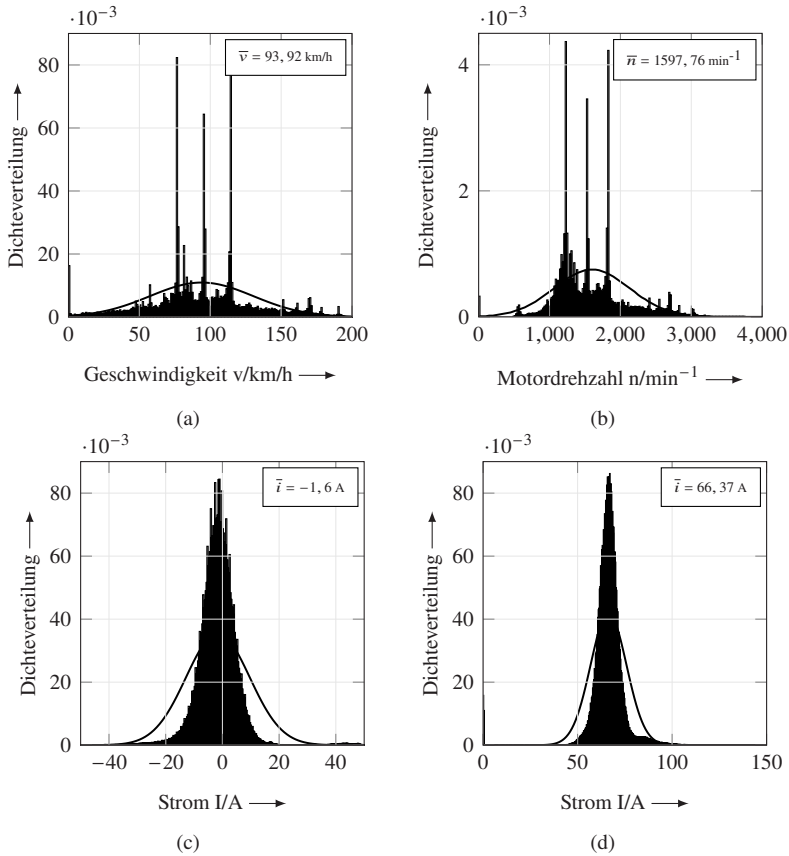 ·10⁻³
v̅ = 93, 92 km/h
80
60
40
20
0
Dichteverteilung
0 50 100 150 200
Geschwindigkeit v/km/h
(a)
·10⁻³
n̅ = 1597, 76 min⁻¹
4
2
0
Dichteverteilung
0 1,000 2,000 3,000 4,000
Motordrehzahl n/min⁻¹
(b)
·10⁻³
i̅ = −1, 6 A
80
60
40
20
0
Dichteverteilung
−40 −20 0 20 40
Strom I/A
(c)
·10⁻³
i̅ = 66, 37 A
80
60
40
20
0
Dichteverteilung
0 50 100 150
Strom I/A
(d)